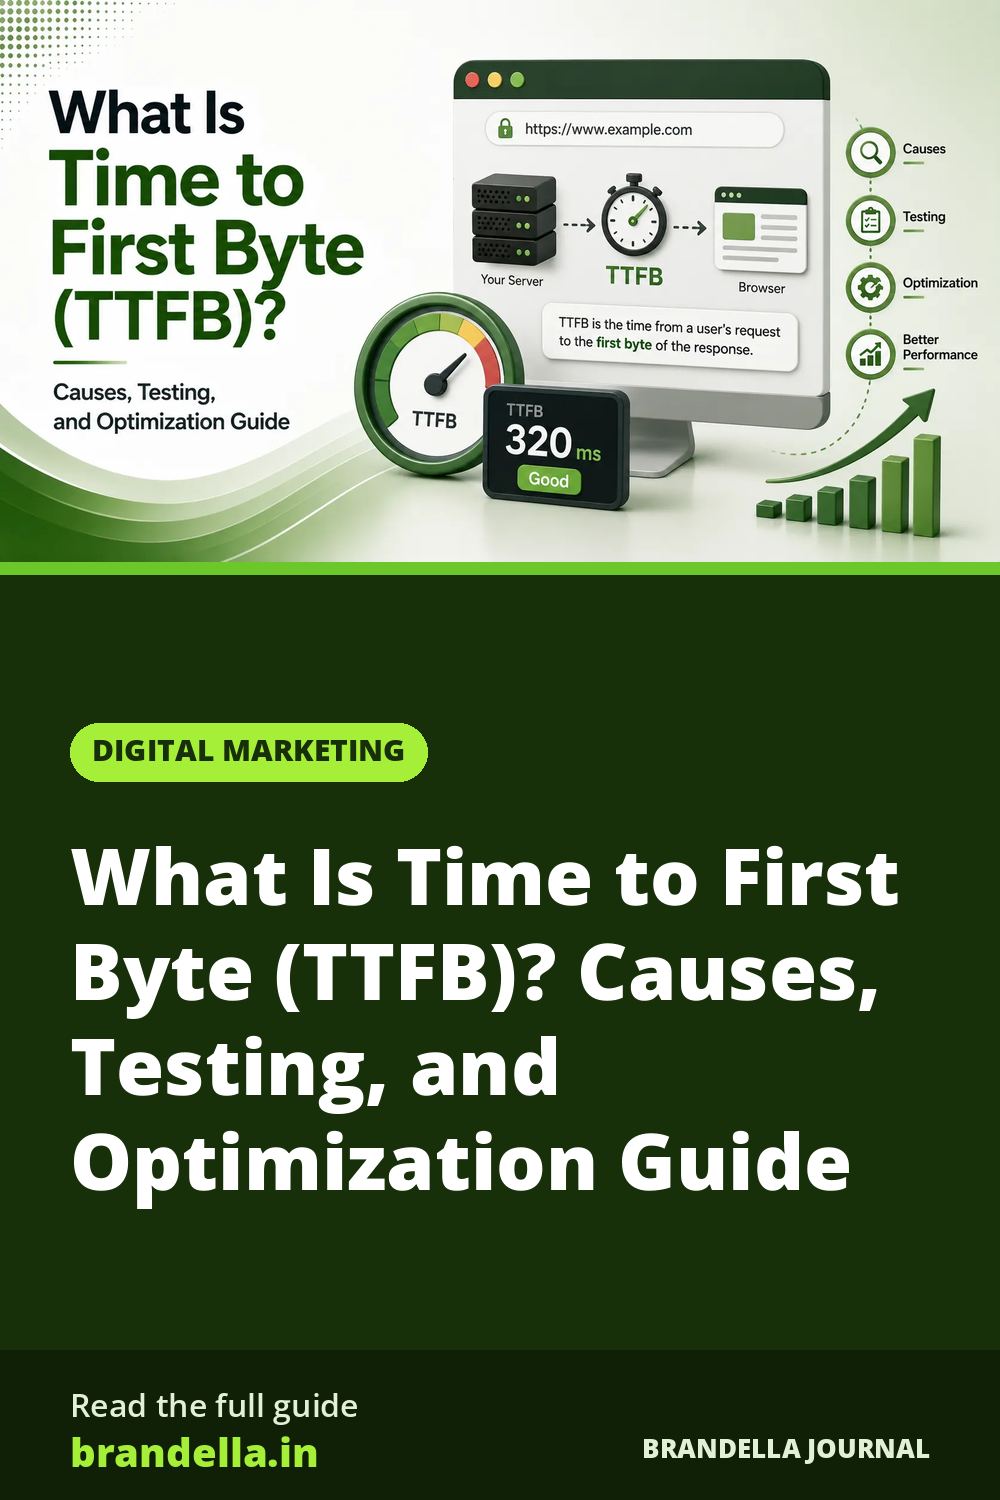 What Is
Time to
First Byte
(TTFB)?
Causes, Testing,
and Optimization Guide
https://www.example.com
Your Server
TTFB
Browser
TTFB is the time from a user's request
to the first byte of the response.
TTFB
TTFB
320 ms
Good
Causes
Testing
Optimization
Better
Performance
DIGITAL MARKETING
What Is Time to First
Byte (TTFB)? Causes,
Testing, and
Optimization Guide
Read the full guide
brandella.in
BRANDELLA JOURNAL